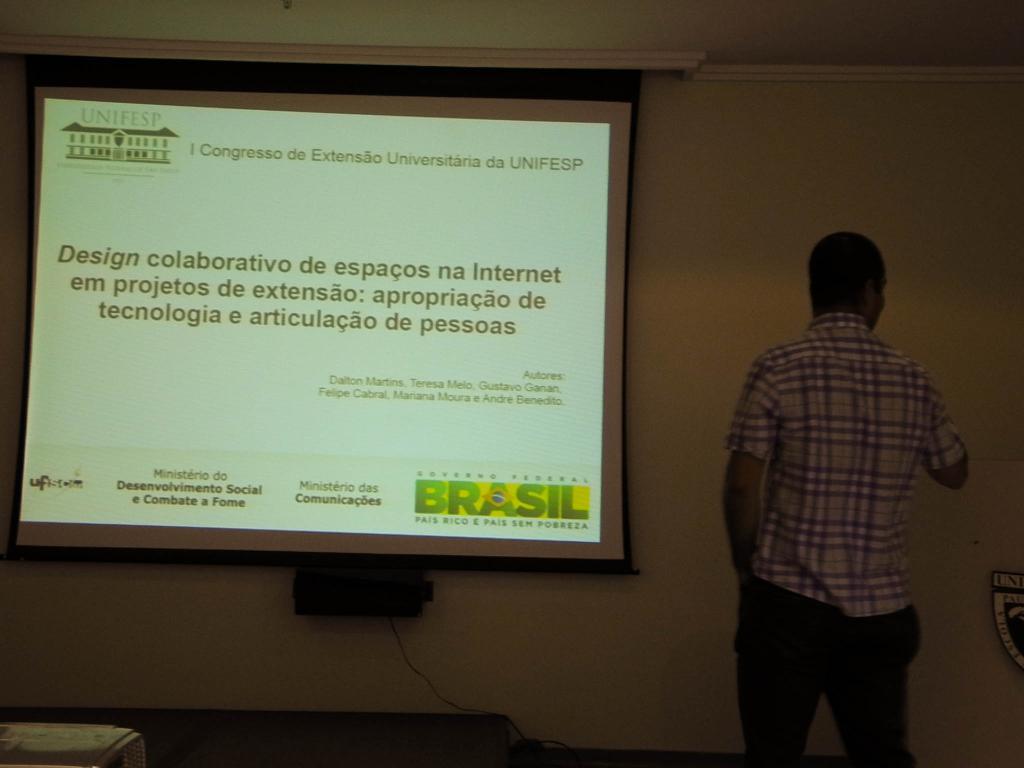 UNIFESP
I Congresso de Extensão Universitária da UNIFESP
Design colaborativo de espaços na Internet
em projetos de extensão: apropriação de
tecnologia e articulação de pessoas
Autores:
Dalton Martins, Teresa Melo, Gustavo Ganan,
Felipe Cabral, Mariana Moura e André Benedito.
Ministério do
Desenvolvimento Social
e Combate a Fome
Ministério das
Comunicações
GOVERNO FEDERAL
BRASIL
PAÍS RICO É PAÍS SEM POBREZA
UNI
ESCOLA